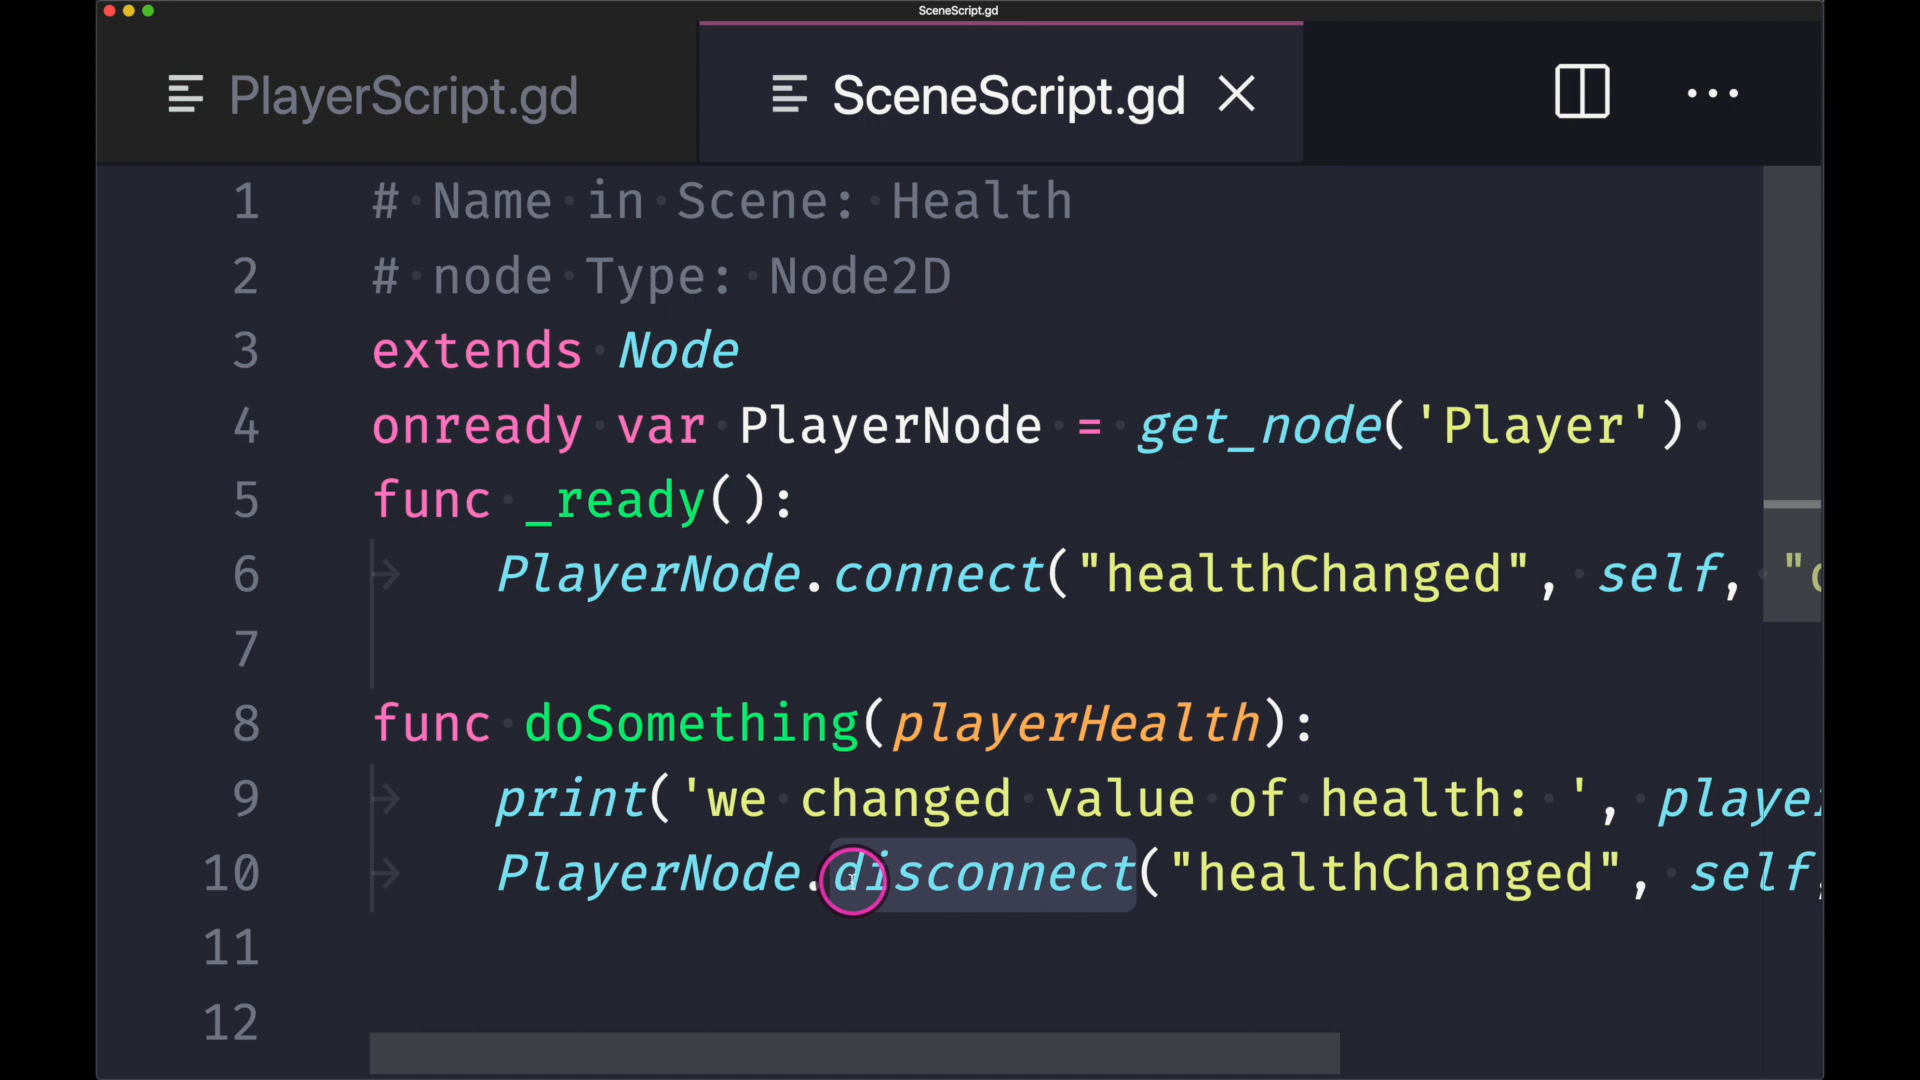 SceneScript.gd
PlayerScript.gd
SceneScript.gd
1 # Name in Scene: Health
2 # node Type: Node2D
3 extends Node
4 onready var PlayerNode = get_node('Player')
5 func _ready():
6 PlayerNode.connect("healthChanged", self, "
7
8 func doSomething(playerHealth):
9 print('we changed value of health: ', player
10 PlayerNode.disconnect("healthChanged", self,
11
12